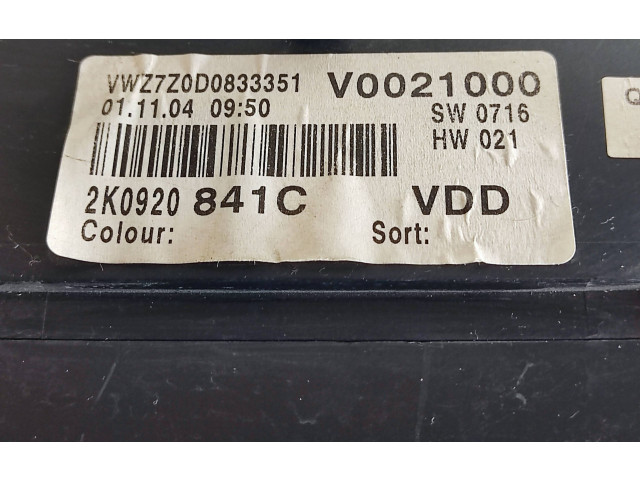 VWZ7Z0D0833351 V0021000
01.11.04 09:50 SW 0716
HW 021
2K0920 841C VDD
Colour: Sort:
Q